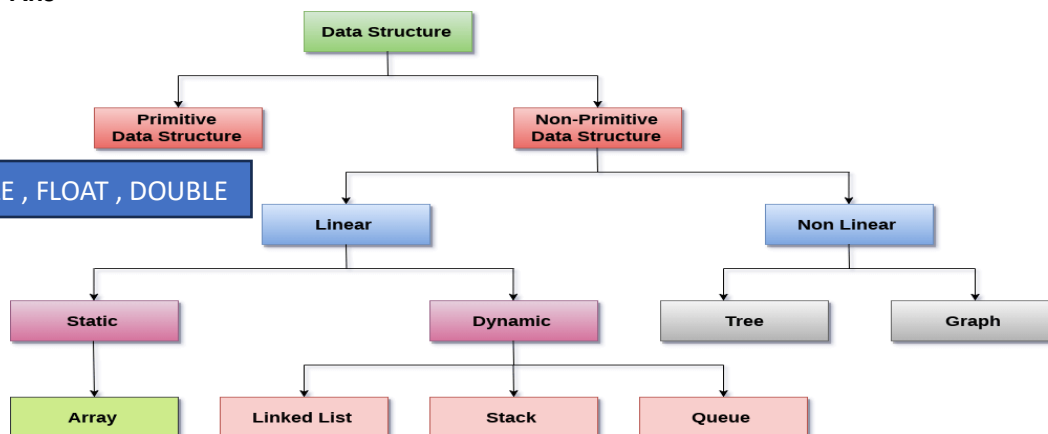 Data Structure
Primitive
Data Structure
Non-Primitive
Data Structure
E , FLOAT , DOUBLE
Linear
Non Linear
Static
Dynamic
Tree
Graph
Array
Linked List
Stack
Queue